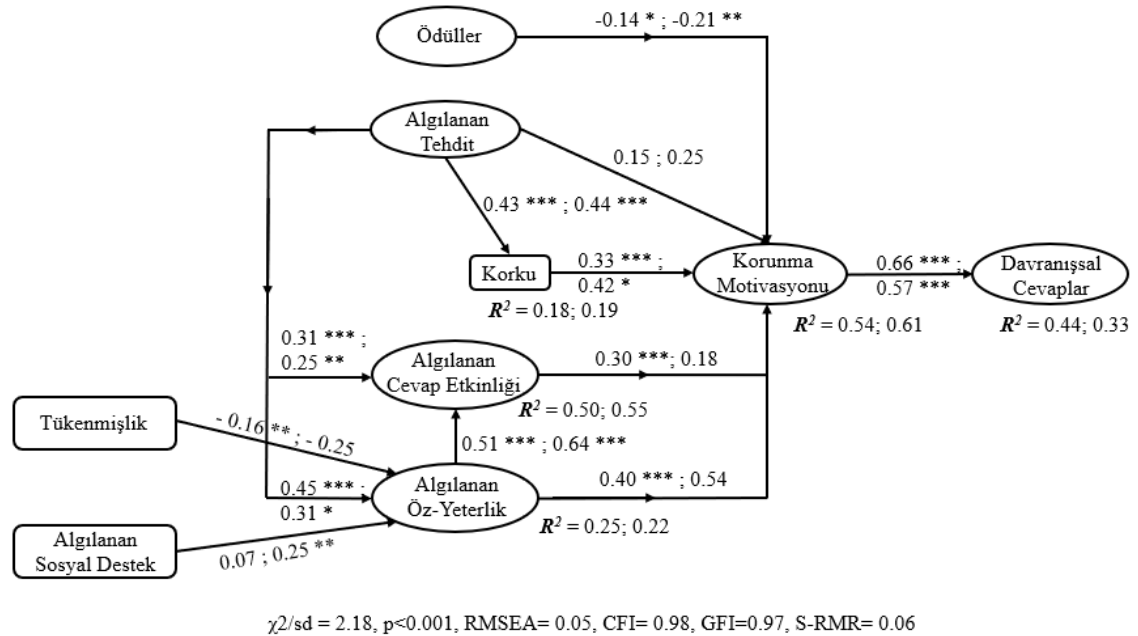 -0.14 * ; -0.21 **
Ödüller
Algılanan
Tehdit
0.15 ; 0.25
0.43 *** ; 0.44 ***
Korku
0.33 *** ;
0.42 *
R² = 0.18; 0.19
Korunma
Motivasyonu
R² = 0.54; 0.61
0.66 *** ;
0.57 ***
Davranışsal
Cevaplar
R² = 0.44; 0.33
0.31 *** ;
0.25 **
Algılanan
Cevap Etkinliği
0.30 ***; 0.18
R² = 0.50; 0.55
Tükenmişlik
- 0.16 ** ; - 0.25
0.51 *** ; 0.64 ***
0.45 *** ;
0.31 *
Algılanan
Öz-Yeterlik
0.40 *** ; 0.54
R² = 0.25; 0.22
Algılanan
Sosyal Destek
0.07 ; 0.25 **
χ2/sd = 2.18, p<0.001, RMSEA= 0.05, CFI= 0.98, GFI=0.97, S-RMR= 0.06